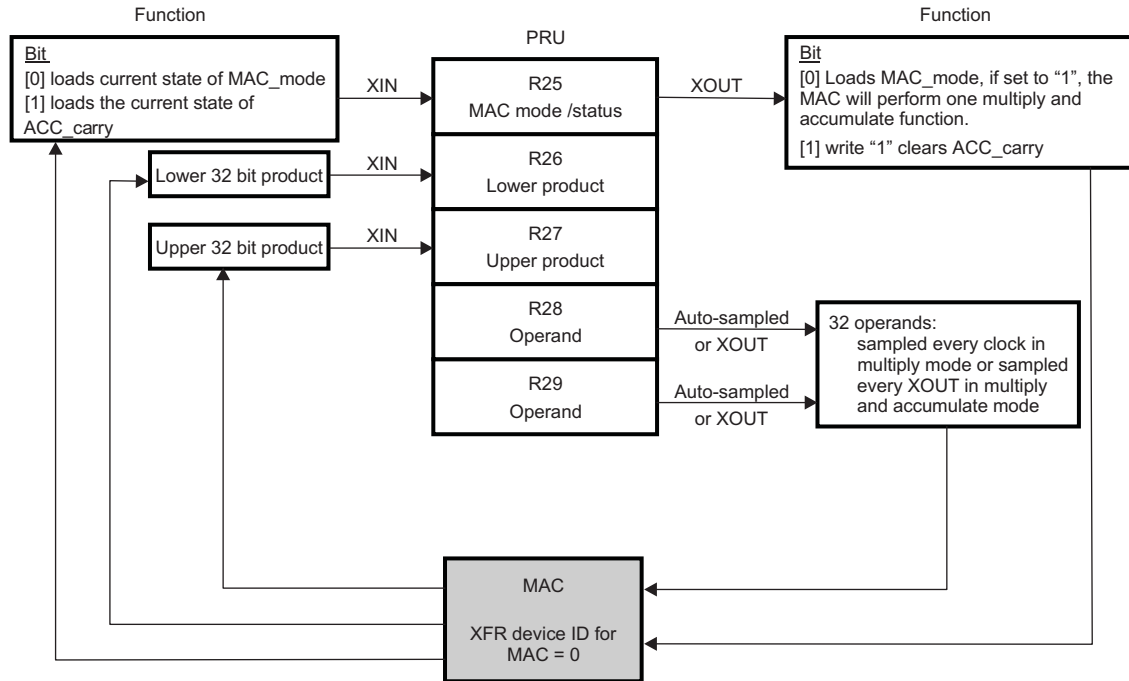 Function
Function
PRU
Bit
[0] loads current state of MAC_mode
[1] loads the current state of
ACC_carry
XIN
R25
MAC mode /status
XOUT
Bit
[0] Loads MAC_mode, if set to “1”, the
MAC will perform one multiply and
accumulate function.
[1] write “1” clears ACC_carry
Lower 32 bit product
XIN
R26
Lower product
Upper 32 bit product
XIN
R27
Upper product
R28
Operand
Auto-sampled
or XOUT
R29
Operand
Auto-sampled
or XOUT
32 operands:
sampled every clock in
multiply mode or sampled
every XOUT in multiply
and accumulate mode
MAC
XFR device ID for
MAC = 0